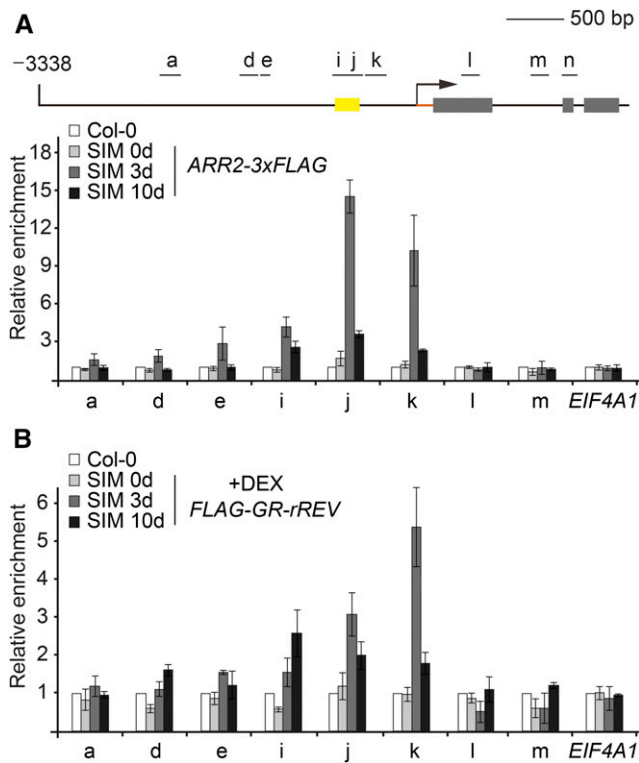 A
500 bp
−3338
a d e i j k l m n
Col-0
SIM 0d
SIM 3d
SIM 10d
ARR2-3xFLAG
Relative enrichment
18
15
12
9
6
3
a d e i j k l m EIF4A1
B
Col-0
SIM 0d
SIM 3d
SIM 10d
+DEX
FLAG-GR-rREV
Relative enrichment
6
5
4
3
2
1
a d e i j k l m EIF4A1